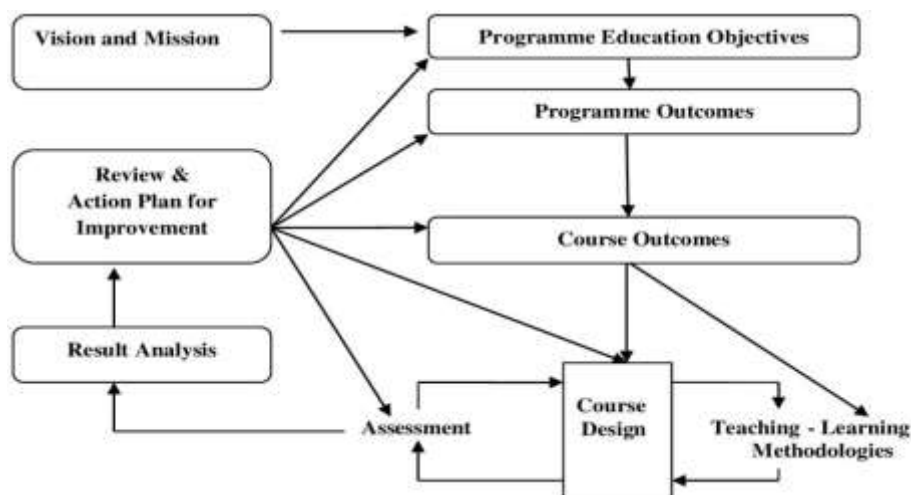 Vision and Mission
Programme Education Objectives
Programme Outcomes
Review &
Action Plan for
Improvement
Course Outcomes
Result Analysis
Assessment
Course
Design
Teaching - Learning
Methodologies